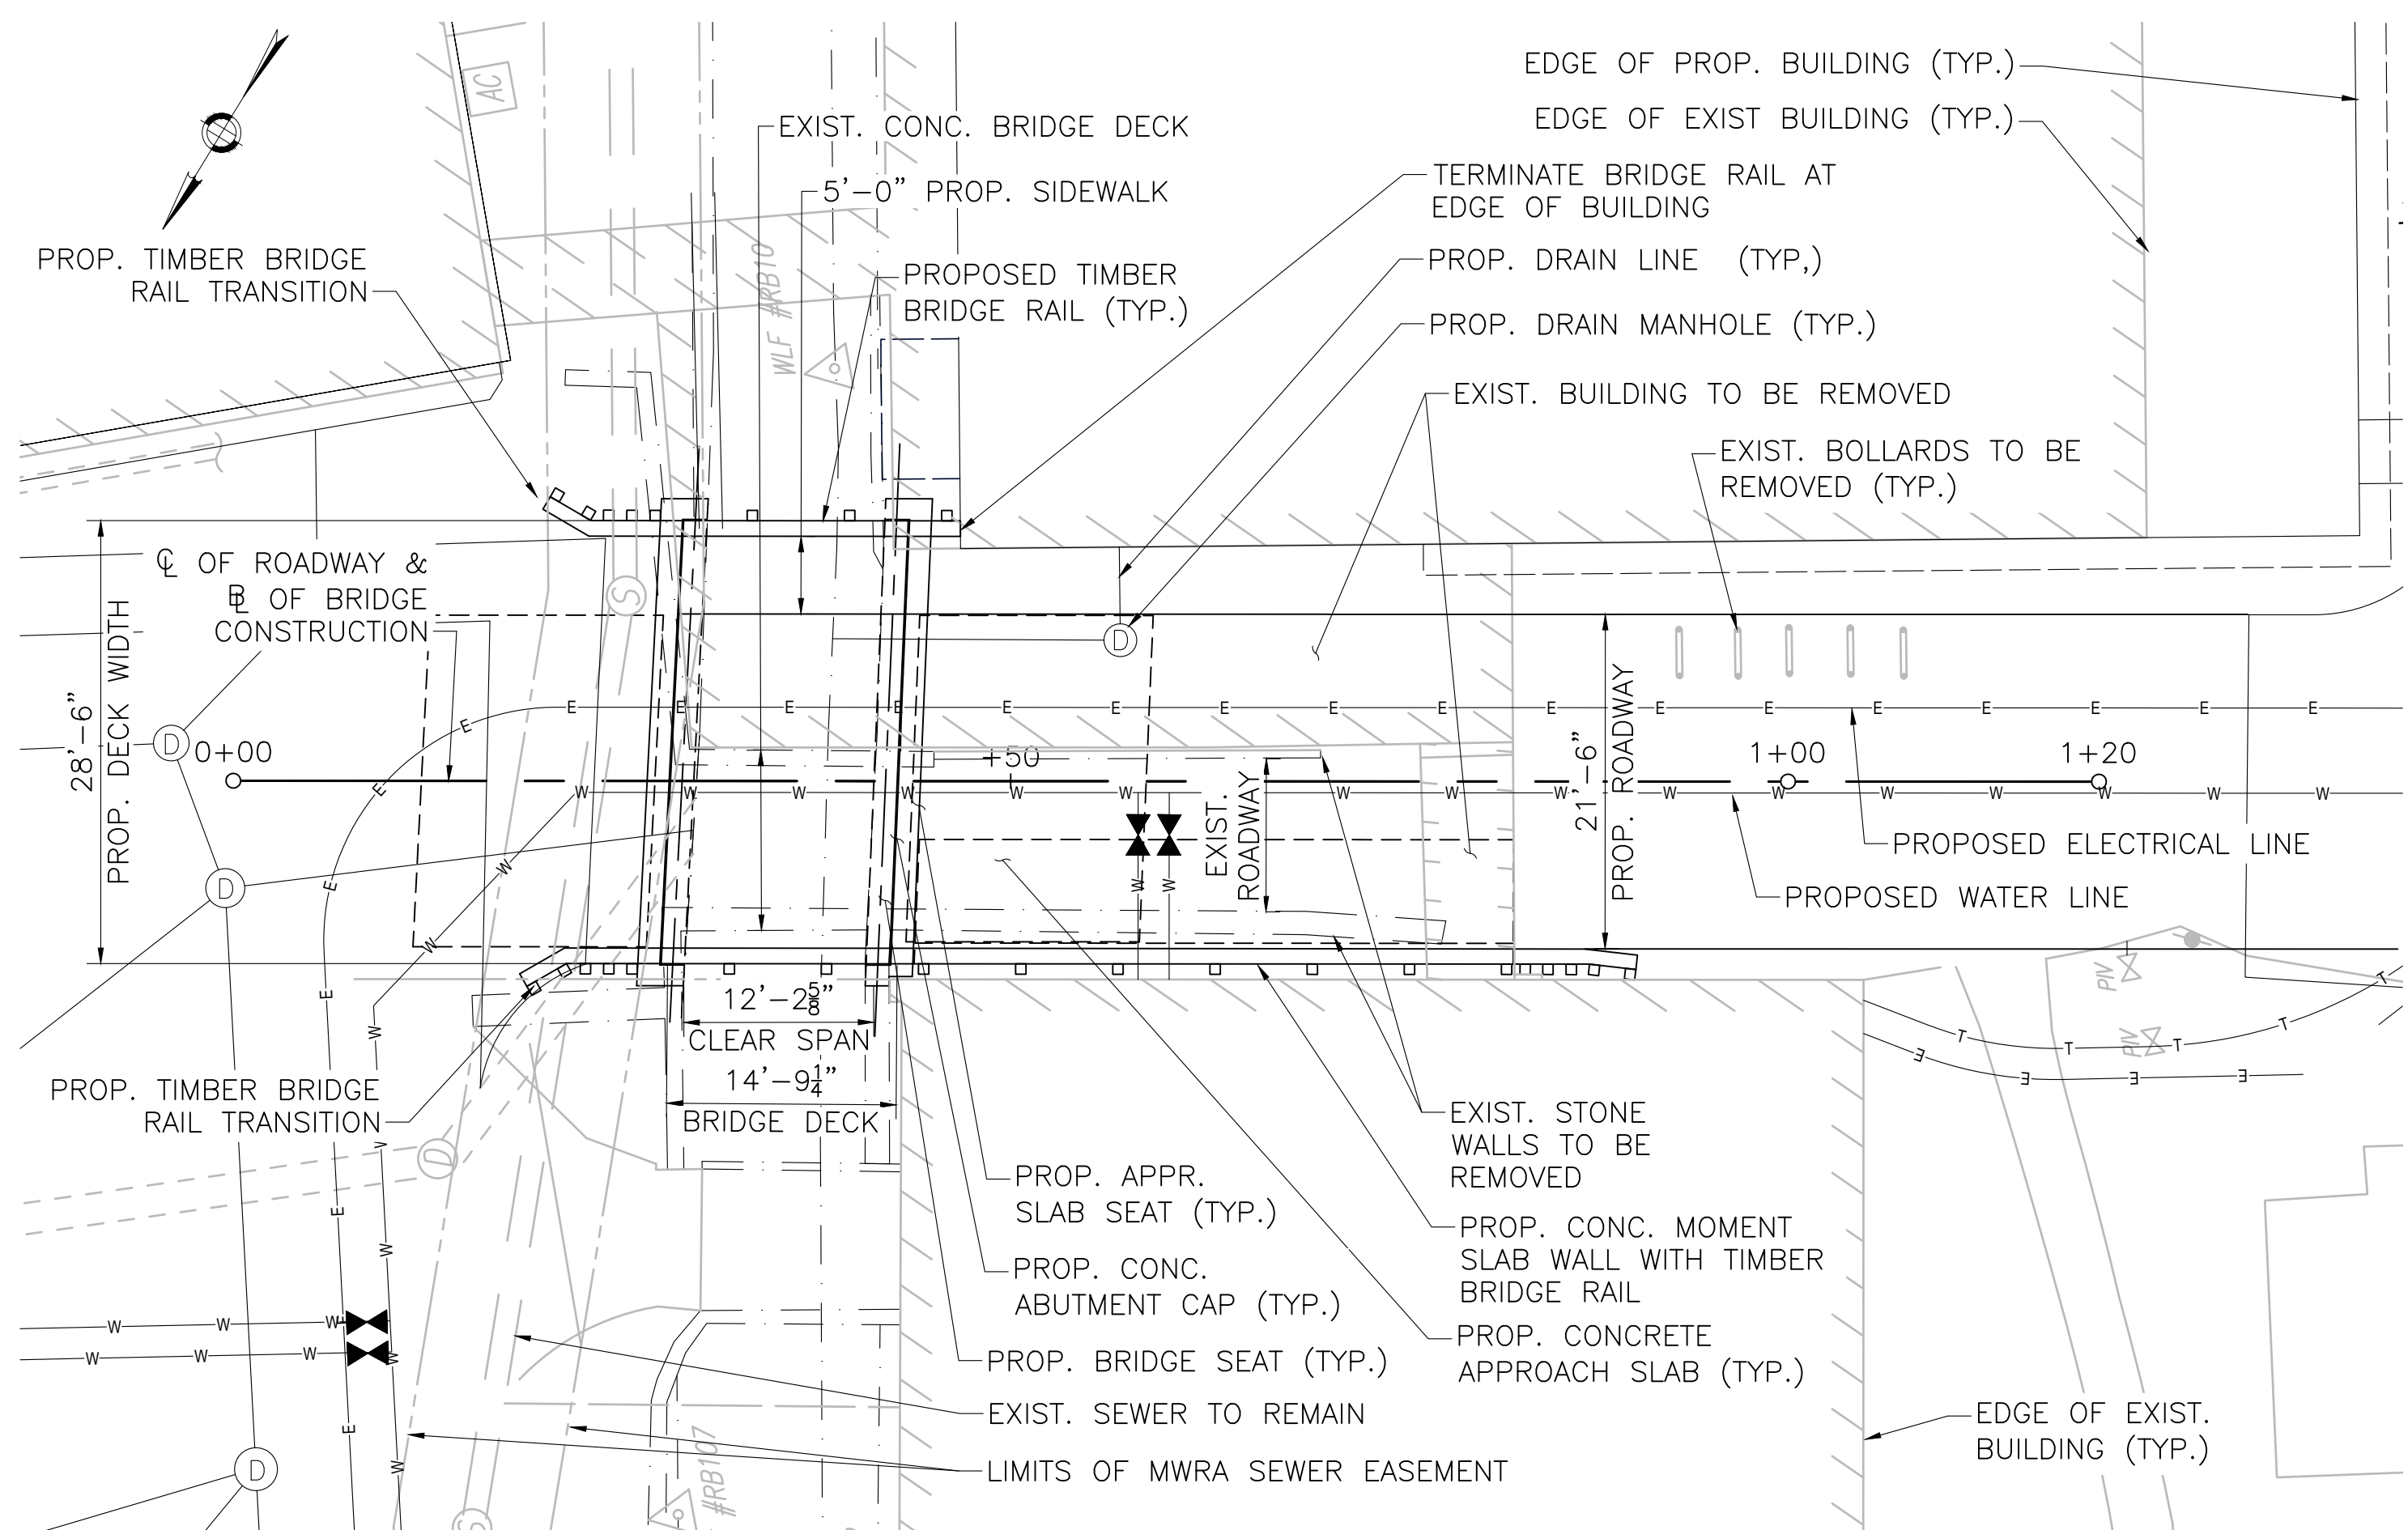 EDGE OF PROP. BUILDING (TYP.)
AC
EDGE OF EXIST BUILDING (TYP.)
EXIST. CONC. BRIDGE DECK
TERMINATE BRIDGE RAIL AT
EDGE OF BUILDING
5'-0" PROP. SIDEWALK
PROP. TIMBER BRIDGE
RAIL TRANSITION
WLF #RB10
PROPOSED TIMBER
BRIDGE RAIL (TYP.)
PROP. DRAIN LINE (TYP,)
PROP. DRAIN MANHOLE (TYP.)
EXIST. BUILDING TO BE REMOVED
EXIST. BOLLARDS TO BE
REMOVED (TYP.)
℄ OF ROADWAY &
BL OF BRIDGE
CONSTRUCTION
S
D
28'-6"
PROP. DECK WIDTH
E E E E E E E E E E E E E E E E E
D
0+00
+50
1+00
1+20
E
E
W W W W W W W W W W W W W W W W
EXIST.
ROADWAY
21'-6"
PROP. ROADWAY
PROPOSED ELECTRICAL LINE
PROPOSED WATER LINE
D
E
W
W
W
W
E
W
12'-2 5/8"
CLEAR SPAN
14'-9 1/4"
BRIDGE DECK
PIV
PIV
T T T T T
E E E E
PROP. TIMBER BRIDGE
RAIL TRANSITION
D
EXIST. STONE
WALLS TO BE
REMOVED
PROP. APPR.
SLAB SEAT (TYP.)
PROP. CONC. MOMENT
SLAB WALL WITH TIMBER
BRIDGE RAIL
PROP. CONC.
ABUTMENT CAP (TYP.)
PROP. CONCRETE
APPROACH SLAB (TYP.)
PROP. BRIDGE SEAT (TYP.)
E
W
W W W
W W W W
E
W
EXIST. SEWER TO REMAIN
LIMITS OF MWRA SEWER EASEMENT
EDGE OF EXIST.
BUILDING (TYP.)
D
#RB107
S